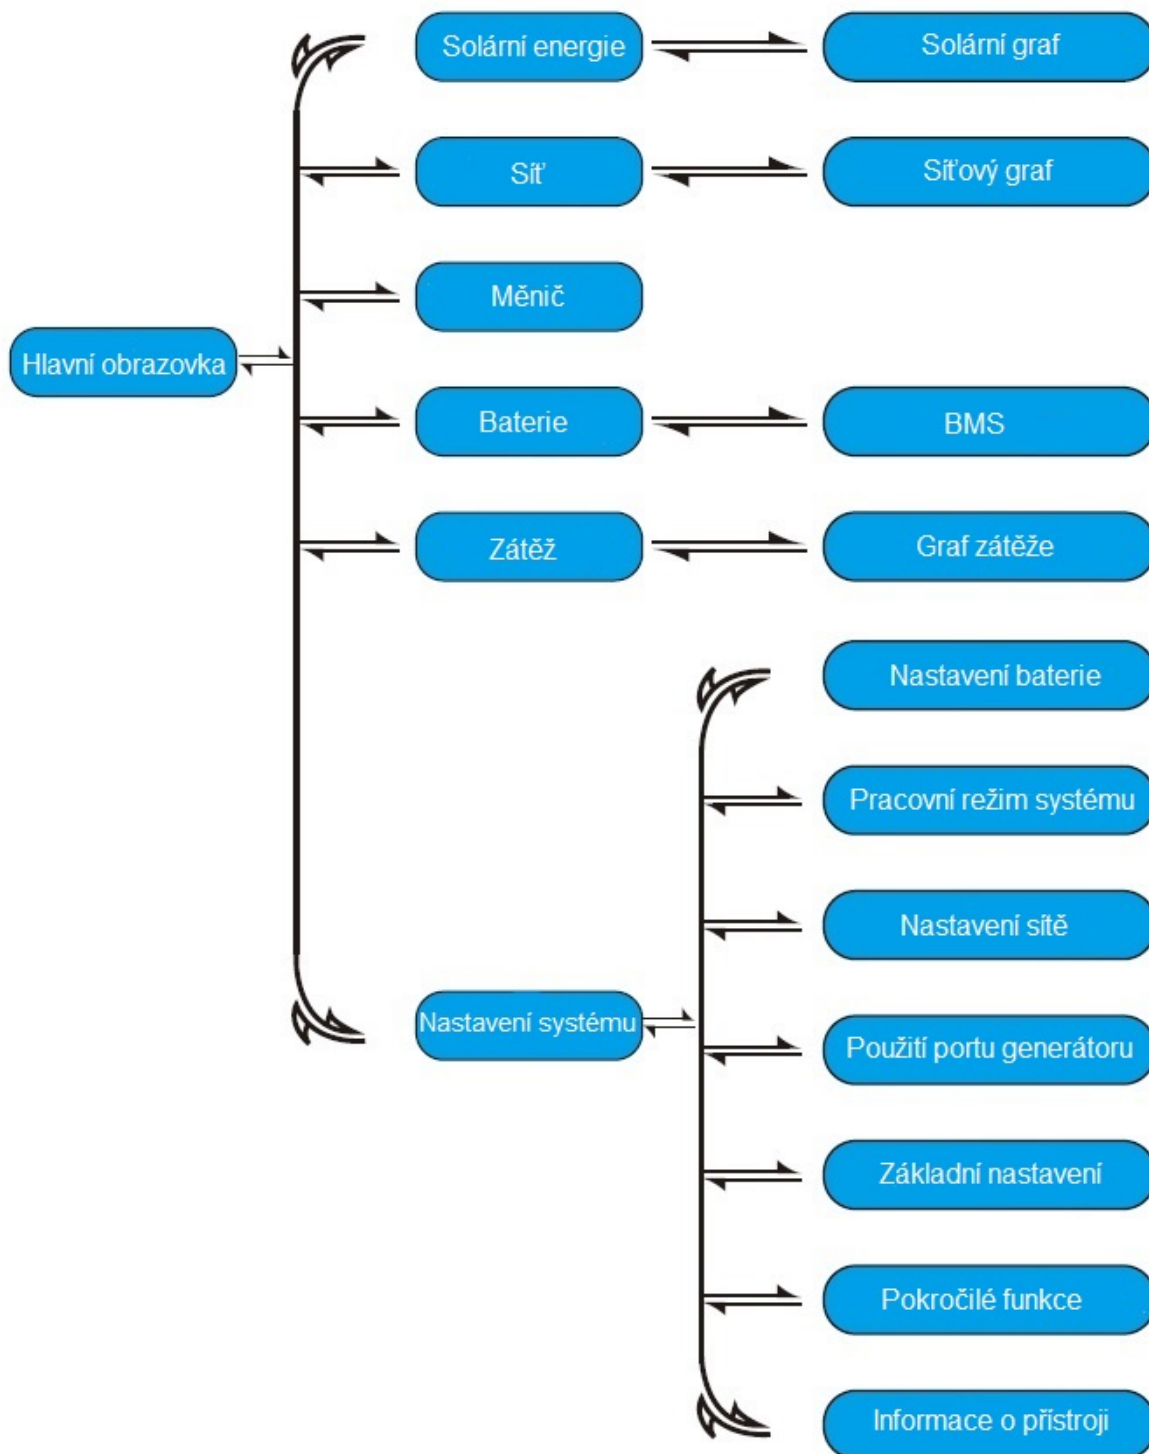 Solární energie
Solární graf
Síť
Síťový graf
Měnič
Hlavní obrazovka
Baterie
BMS
Zátěž
Graf zátěže
Nastavení baterie
Pracovní režim systému
Nastavení sítě
Nastavení systému
Použití portu generátoru
Základní nastavení
Pokročilé funkce
Informace o přístroji